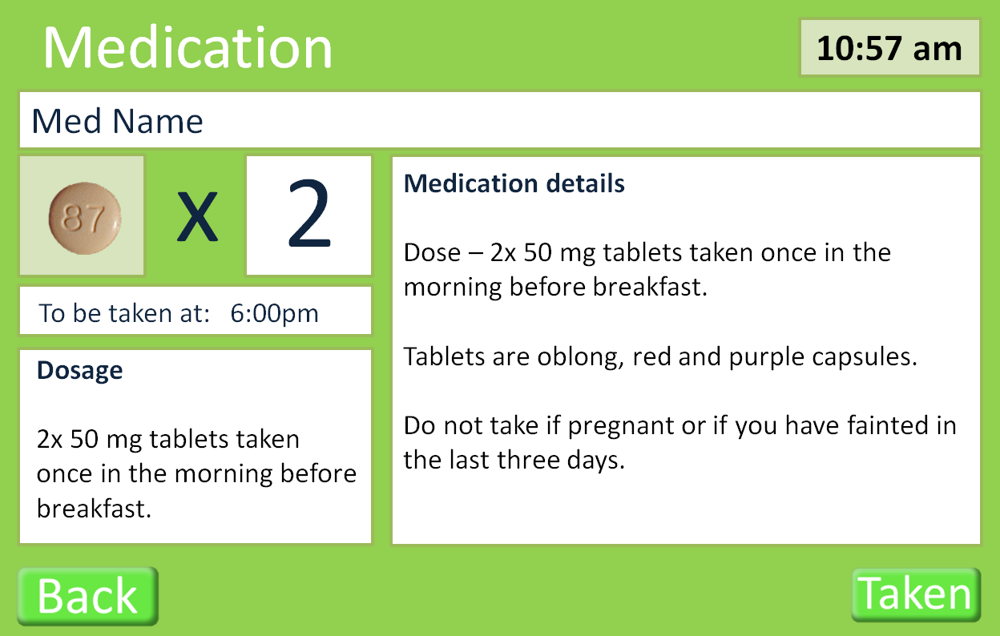 Medication
10:57 am
Med Name
87
x
2
To be taken at: 6:00pm
Dosage
2x 50 mg tablets taken
once in the morning before
breakfast.
Medication details
Dose – 2x 50 mg tablets taken once in the
morning before breakfast.
Tablets are oblong, red and purple capsules.
Do not take if pregnant or if you have fainted in
the last three days.
Back
Taken